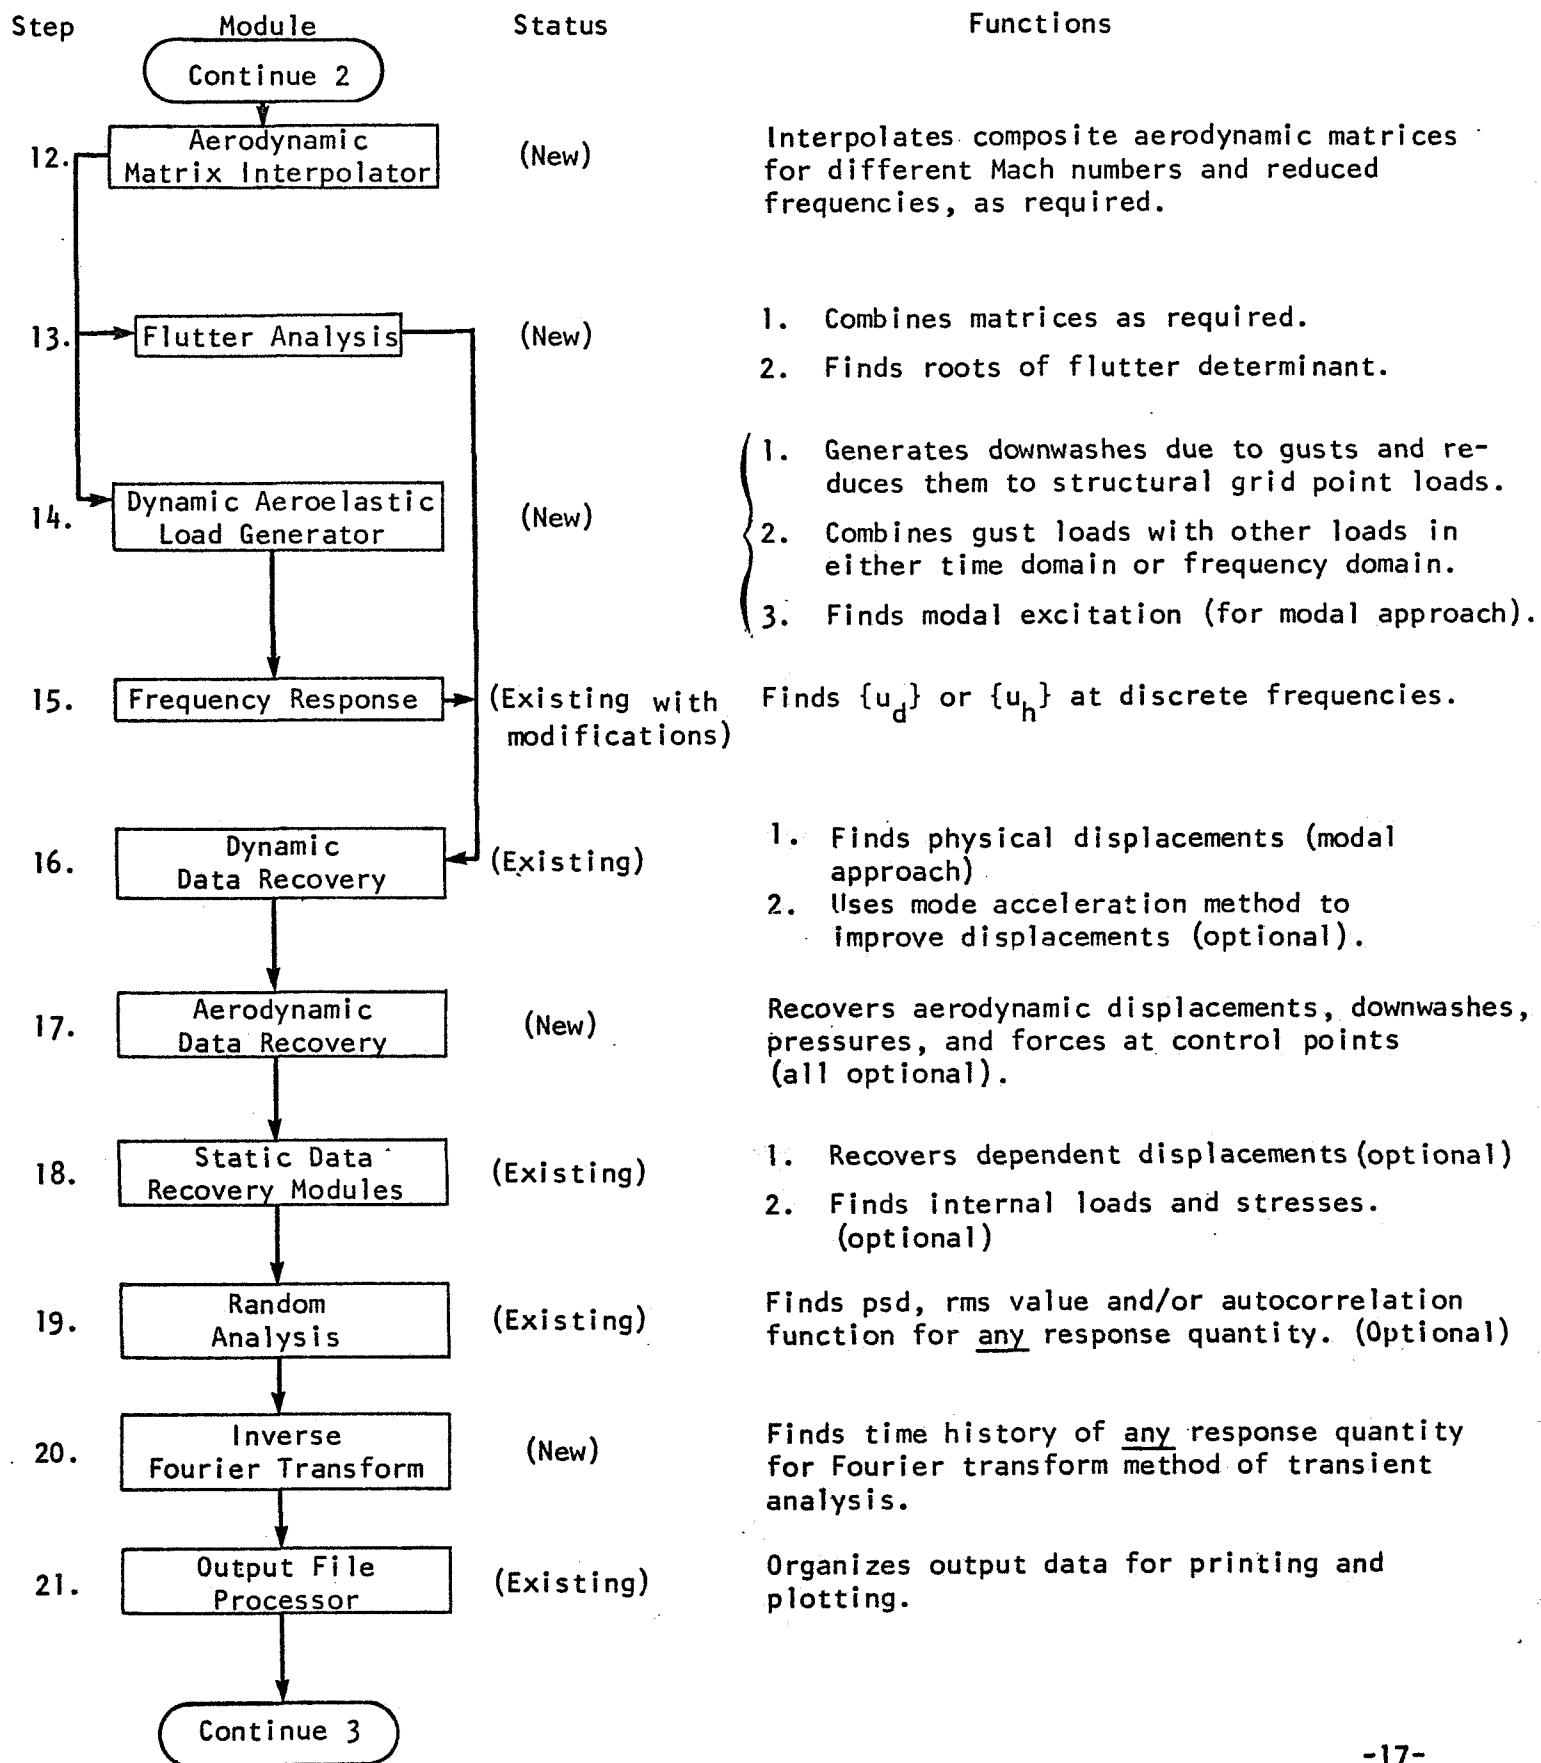 Step Module Status Functions
Continue 2
12. Aerodynamic
Matrix Interpolator
(New)
Interpolates composite aerodynamic matrices
for different Mach numbers and reduced
frequencies, as required.
13. Flutter Analysis
(New)
1. Combines matrices as required.
2. Finds roots of flutter determinant.
14. Dynamic Aeroelastic
Load Generator
(New)
1. Generates downwashes due to gusts and re-
duces them to structural grid point loads.
2. Combines gust loads with other loads in
either time domain or frequency domain.
3. Finds modal excitation (for modal approach).
15. Frequency Response
(Existing with
modifications)
Finds {u_d} or {u_h} at discrete frequencies.
16. Dynamic
Data Recovery
(Existing)
1. Finds physical displacements (modal
approach)
2. Uses mode acceleration method to
improve displacements (optional).
17. Aerodynamic
Data Recovery
(New)
Recovers aerodynamic displacements, downwashes,
pressures, and forces at control points
(all optional).
18. Static Data
Recovery Modules
(Existing)
1. Recovers dependent displacements (optional)
2. Finds internal loads and stresses.
(optional)
19. Random
Analysis
(Existing)
Finds psd, rms value and/or autocorrelation
function for any response quantity. (Optional)
20. Inverse
Fourier Transform
(New)
Finds time history of any response quantity
for Fourier transform method of transient
analysis.
21. Output File
Processor
(Existing)
Organizes output data for printing and
plotting.
Continue 3
-17-